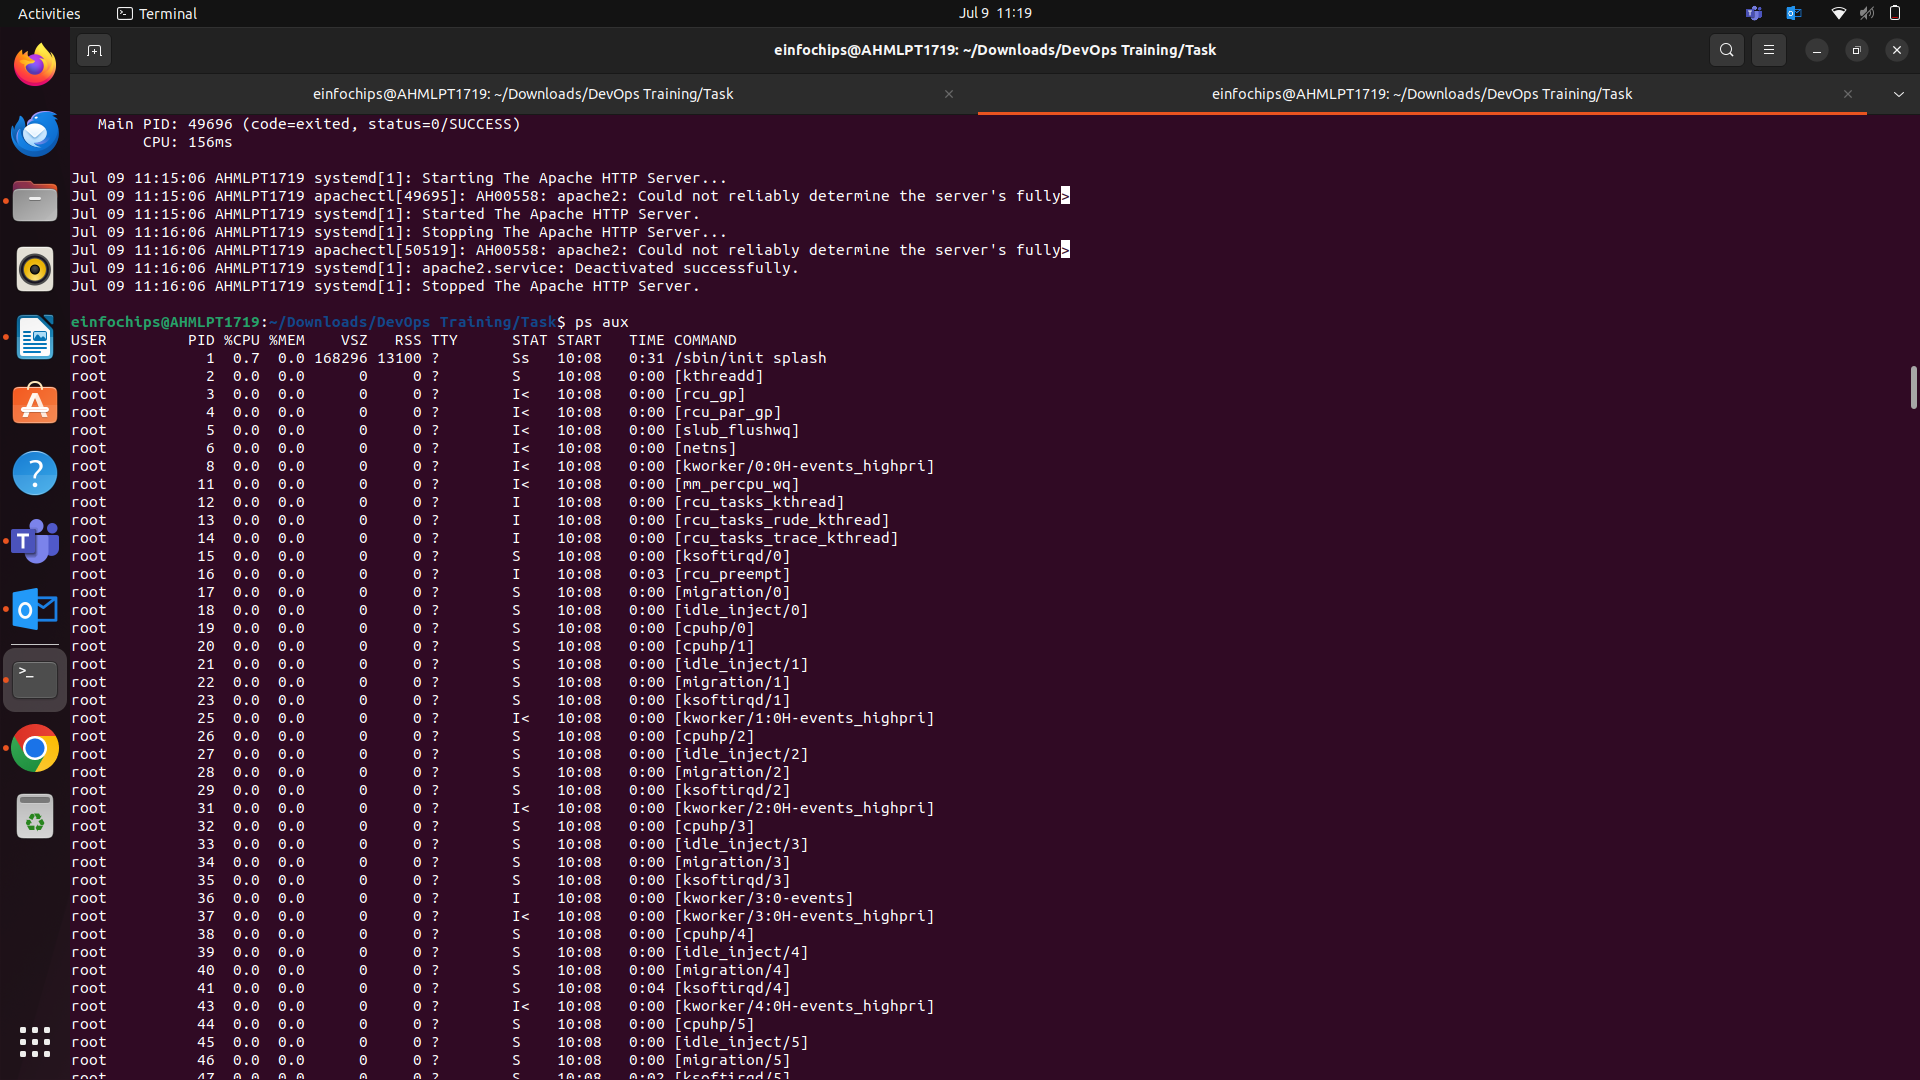 Activities
Terminal
Jul 9 11:19
einfochips@AHMLPT1719: ~/Downloads/DevOps Training/Task
einfochips@AHMLPT1719: ~/Downloads/DevOps Training/Task
einfochips@AHMLPT1719: ~/Downloads/DevOps Training/Task
Main PID: 49696 (code=exited, status=0/SUCCESS)
CPU: 156ms
Jul 09 11:15:06 AHMLPT1719 systemd[1]: Starting The Apache HTTP Server...
Jul 09 11:15:06 AHMLPT1719 apachectl[49695]: AH00558: apache2: Could not reliably determine the server's fully>
Jul 09 11:15:06 AHMLPT1719 systemd[1]: Started The Apache HTTP Server.
Jul 09 11:16:06 AHMLPT1719 systemd[1]: Stopping The Apache HTTP Server...
Jul 09 11:16:06 AHMLPT1719 apachectl[50519]: AH00558: apache2: Could not reliably determine the server's fully>
Jul 09 11:16:06 AHMLPT1719 systemd[1]: apache2.service: Deactivated successfully.
Jul 09 11:16:06 AHMLPT1719 systemd[1]: Stopped The Apache HTTP Server.
einfochips@AHMLPT1719:~/Downloads/DevOps Training/Task$ ps aux
USER PID %CPU %MEM VSZ RSS TTY STAT START TIME COMMAND
root 1 0.7 0.0 168296 13100 ? Ss 10:08 0:31 /sbin/init splash
root 2 0.0 0.0 0 0 ? S 10:08 0:00 [kthreadd]
root 3 0.0 0.0 0 0 ? I< 10:08 0:00 [rcu_gp]
root 4 0.0 0.0 0 0 ? I< 10:08 0:00 [rcu_par_gp]
root 5 0.0 0.0 0 0 ? I< 10:08 0:00 [slub_flushwq]
root 6 0.0 0.0 0 0 ? I< 10:08 0:00 [netns]
root 8 0.0 0.0 0 0 ? I< 10:08 0:00 [kworker/0:0H-events_highpri]
root 11 0.0 0.0 0 0 ? I< 10:08 0:00 [mm_percpu_wq]
root 12 0.0 0.0 0 0 ? I 10:08 0:00 [rcu_tasks_kthread]
root 13 0.0 0.0 0 0 ? I 10:08 0:00 [rcu_tasks_rude_kthread]
root 14 0.0 0.0 0 0 ? I 10:08 0:00 [rcu_tasks_trace_kthread]
root 15 0.0 0.0 0 0 ? S 10:08 0:00 [ksoftirqd/0]
root 16 0.0 0.0 0 0 ? I 10:08 0:03 [rcu_preempt]
root 17 0.0 0.0 0 0 ? S 10:08 0:00 [migration/0]
root 18 0.0 0.0 0 0 ? S 10:08 0:00 [idle_inject/0]
root 19 0.0 0.0 0 0 ? S 10:08 0:00 [cpuhp/0]
root 20 0.0 0.0 0 0 ? S 10:08 0:00 [cpuhp/1]
root 21 0.0 0.0 0 0 ? S 10:08 0:00 [idle_inject/1]
root 22 0.0 0.0 0 0 ? S 10:08 0:00 [migration/1]
root 23 0.0 0.0 0 0 ? S 10:08 0:00 [ksoftirqd/1]
root 25 0.0 0.0 0 0 ? I< 10:08 0:00 [kworker/1:0H-events_highpri]
root 26 0.0 0.0 0 0 ? S 10:08 0:00 [cpuhp/2]
root 27 0.0 0.0 0 0 ? S 10:08 0:00 [idle_inject/2]
root 28 0.0 0.0 0 0 ? S 10:08 0:00 [migration/2]
root 29 0.0 0.0 0 0 ? S 10:08 0:00 [ksoftirqd/2]
root 31 0.0 0.0 0 0 ? I< 10:08 0:00 [kworker/2:0H-events_highpri]
root 32 0.0 0.0 0 0 ? S 10:08 0:00 [cpuhp/3]
root 33 0.0 0.0 0 0 ? S 10:08 0:00 [idle_inject/3]
root 34 0.0 0.0 0 0 ? S 10:08 0:00 [migration/3]
root 35 0.0 0.0 0 0 ? S 10:08 0:00 [ksoftirqd/3]
root 36 0.0 0.0 0 0 ? I 10:08 0:00 [kworker/3:0-events]
root 37 0.0 0.0 0 0 ? I< 10:08 0:00 [kworker/3:0H-events_highpri]
root 38 0.0 0.0 0 0 ? S 10:08 0:00 [cpuhp/4]
root 39 0.0 0.0 0 0 ? S 10:08 0:00 [idle_inject/4]
root 40 0.0 0.0 0 0 ? S 10:08 0:00 [migration/4]
root 41 0.0 0.0 0 0 ? S 10:08 0:04 [ksoftirqd/4]
root 43 0.0 0.0 0 0 ? I< 10:08 0:00 [kworker/4:0H-events_highpri]
root 44 0.0 0.0 0 0 ? S 10:08 0:00 [cpuhp/5]
root 45 0.0 0.0 0 0 ? S 10:08 0:00 [idle_inject/5]
root 46 0.0 0.0 0 0 ? S 10:08 0:00 [migration/5]
root 47 0.0 0.0 0 0 ? S 10:08 0:02 [ksoftirqd/5]